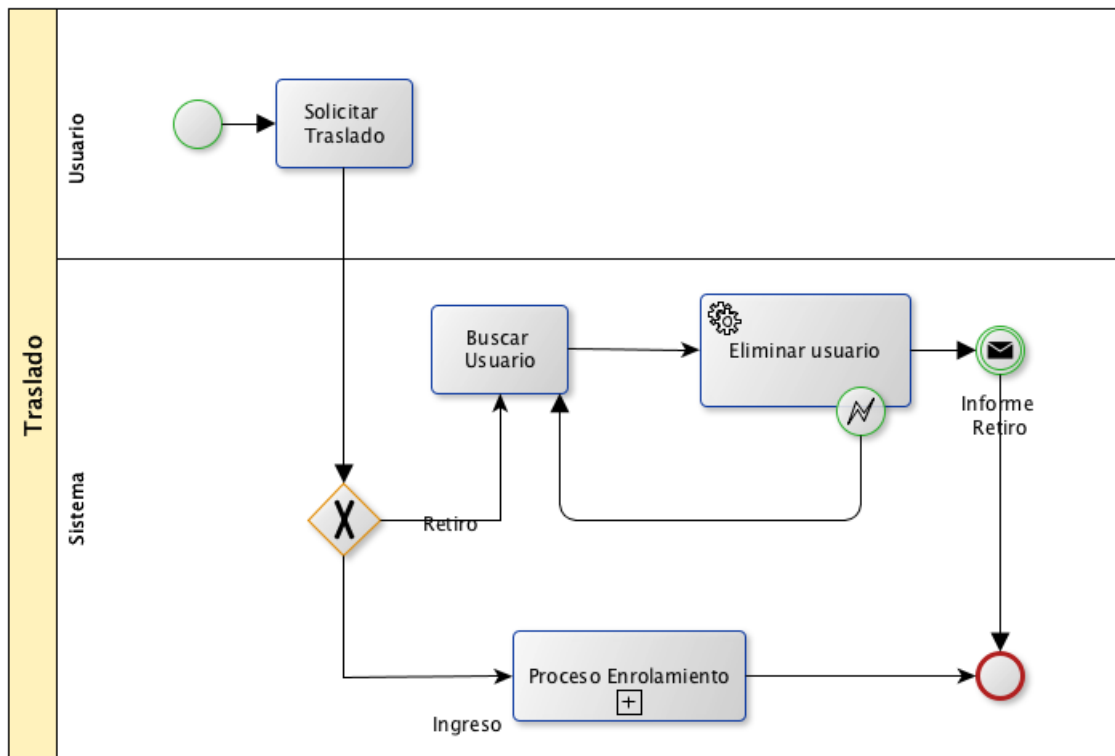 Traslado
Usuario
Solicitar
Traslado
Sistema
Buscar
Usuario
Eliminar usuario
Informe
Retiro
Retiro
Proceso Enrolamiento
Ingreso